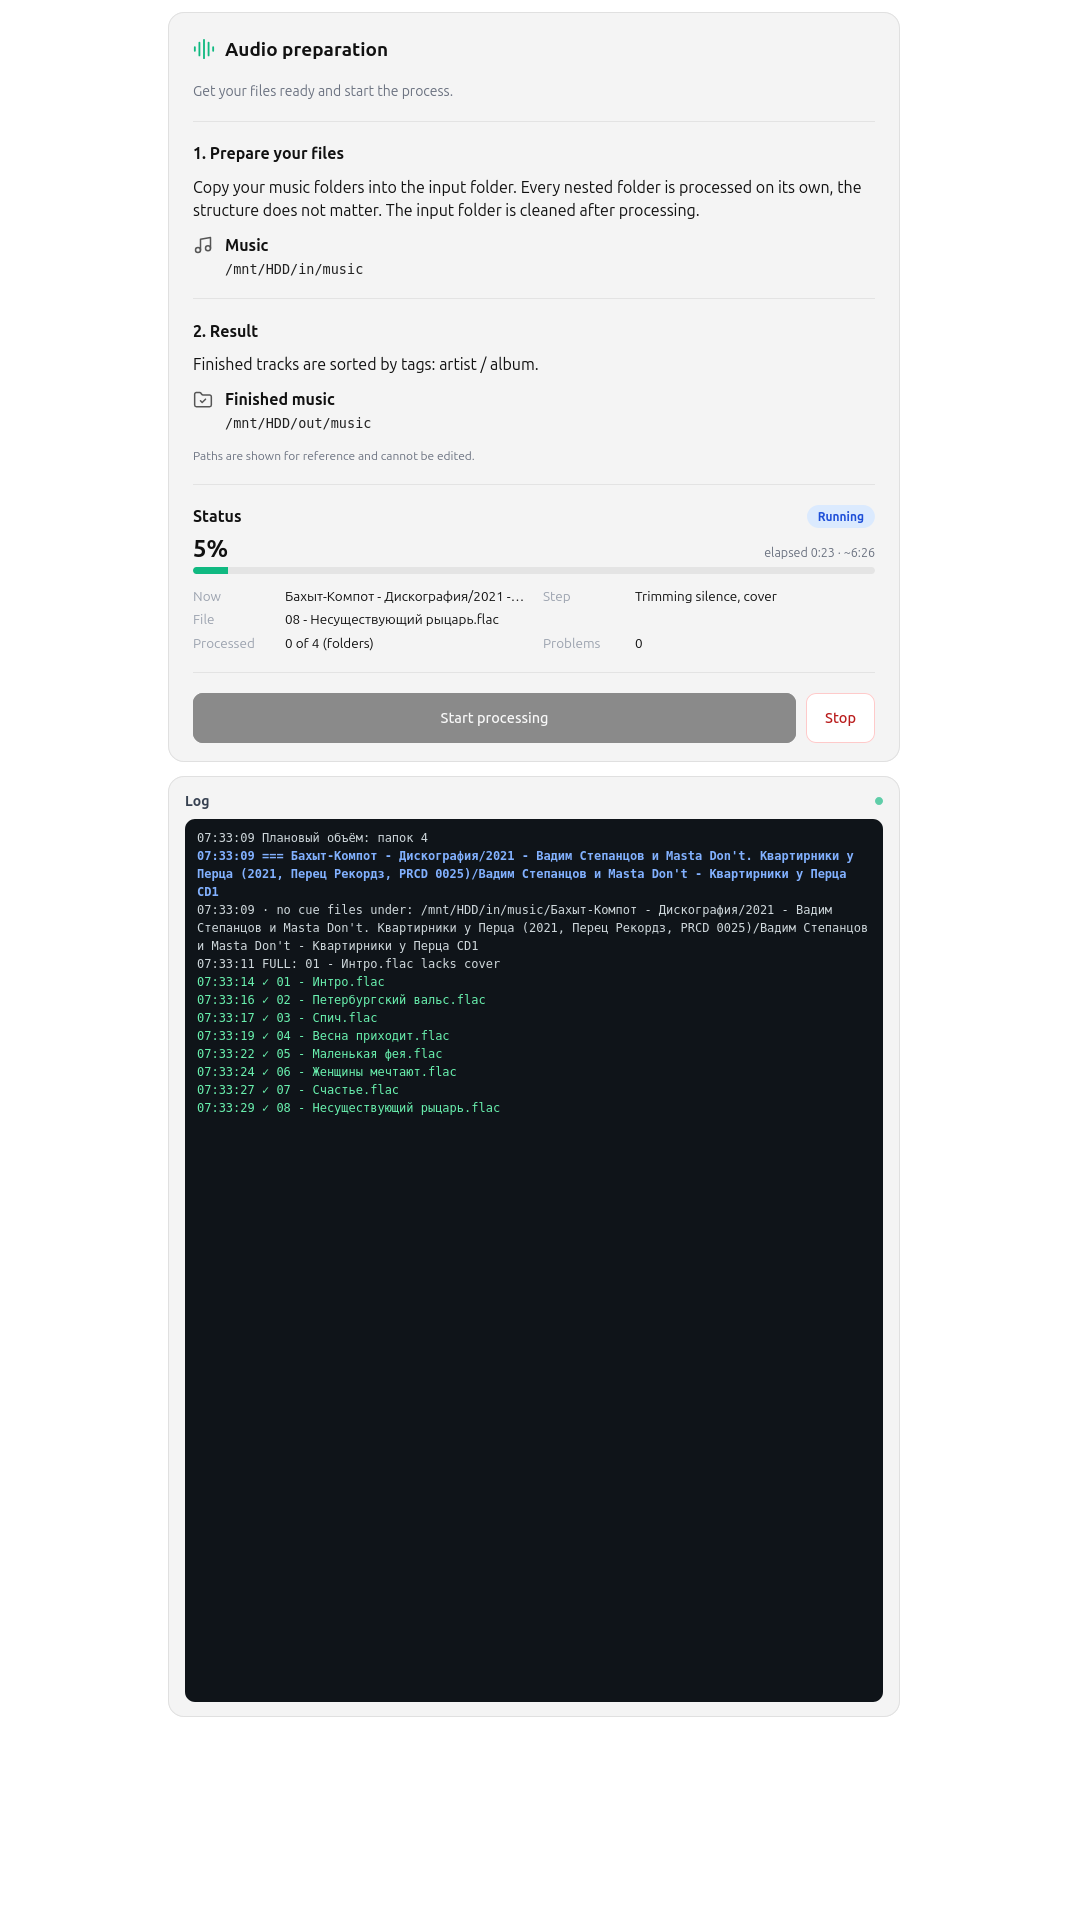 Audio preparation
Get your files ready and start the process.
1. Prepare your files
Copy your music folders into the input folder. Every nested folder is processed on its own, the
structure does not matter. The input folder is cleaned after processing.
Music
/mnt/HDD/in/music
2. Result
Finished tracks are sorted by tags: artist / album.
Finished music
/mnt/HDD/out/music
Paths are shown for reference and cannot be edited.
Status
Running
5%
elapsed 0:23 · ~6:26
Now Бахыт-Компот - Дискография/2021 -… Step Trimming silence, cover
File 08 - Несуществующий рыцарь.flac
Processed 0 of 4 (folders) Problems 0
Start processing Stop
Log
07:33:09 Плановый объём: папок 4
07:33:09 === Бахыт-Компот - Дискография/2021 - Вадим Степанцов и Masta Don't. Квартирники у
Перца (2021, Перец Рекордз, PRCD 0025)/Вадим Степанцов и Masta Don't - Квартирники у Перца
CD1
07:33:09 · no cue files under: /mnt/HDD/in/music/Бахыт-Компот - Дискография/2021 - Вадим
Степанцов и Masta Don't. Квартирники у Перца (2021, Перец Рекордз, PRCD 0025)/Вадим Степанцов
и Masta Don't - Квартирники у Перца CD1
07:33:11 FULL: 01 - Интро.flac lacks cover
07:33:14 ✓ 01 - Интро.flac
07:33:16 ✓ 02 - Петербургский вальс.flac
07:33:17 ✓ 03 - Спич.flac
07:33:19 ✓ 04 - Весна приходит.flac
07:33:22 ✓ 05 - Маленькая фея.flac
07:33:24 ✓ 06 - Женщины мечтают.flac
07:33:27 ✓ 07 - Счастье.flac
07:33:29 ✓ 08 - Несуществующий рыцарь.flac